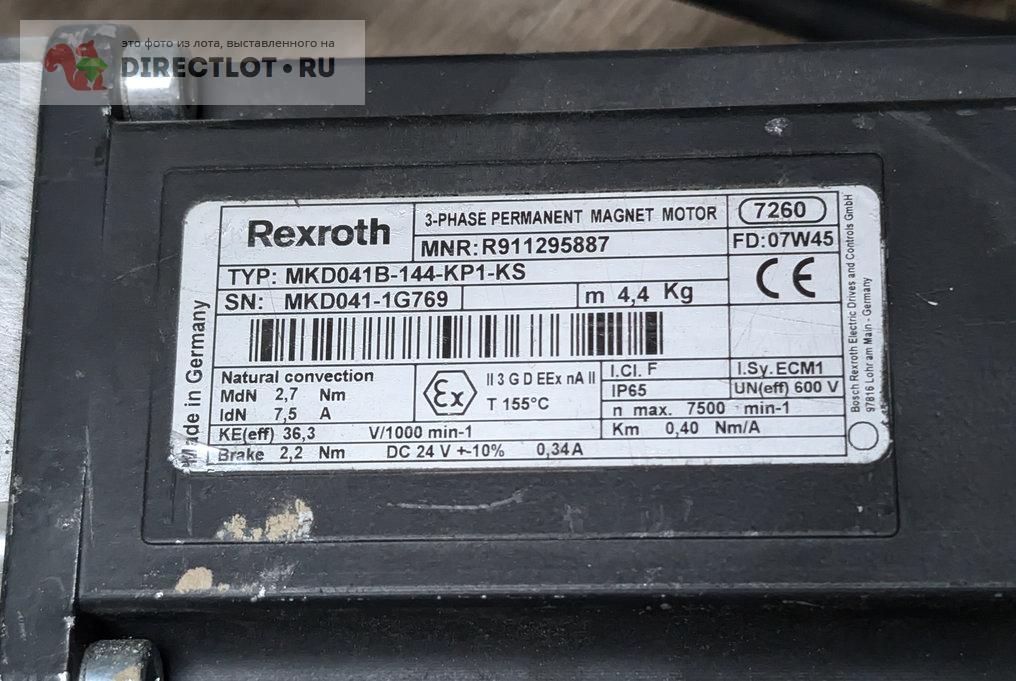 это фото из лота, выставленного на
DIRECTLOT.RU
Rexroth
3-PHASE PERMANENT MAGNET MOTOR
7260
MNR: R911295887
FD: 07W45
TYP: MKD041B-144-KP1-KS
SN: MKD041-1G769
m 4,4 Kg
CE
Natural convection
MdN 2,7 Nm
IdN 7,5 A
Ex
II 3 G D EEx nA II
T 155°C
I.Cl. F
I.Sy. ECM1
IP65
UN(eff) 600 V
n max. 7500 min-1
KE(eff) 36,3 V/1000 min-1
Km 0,40 Nm/A
Brake 2,2 Nm DC 24 V +-10% 0,34 A
Made in Germany
Bosch Rexroth Electric Drives and Controls GmbH
97816 Lohr am Main - Germany